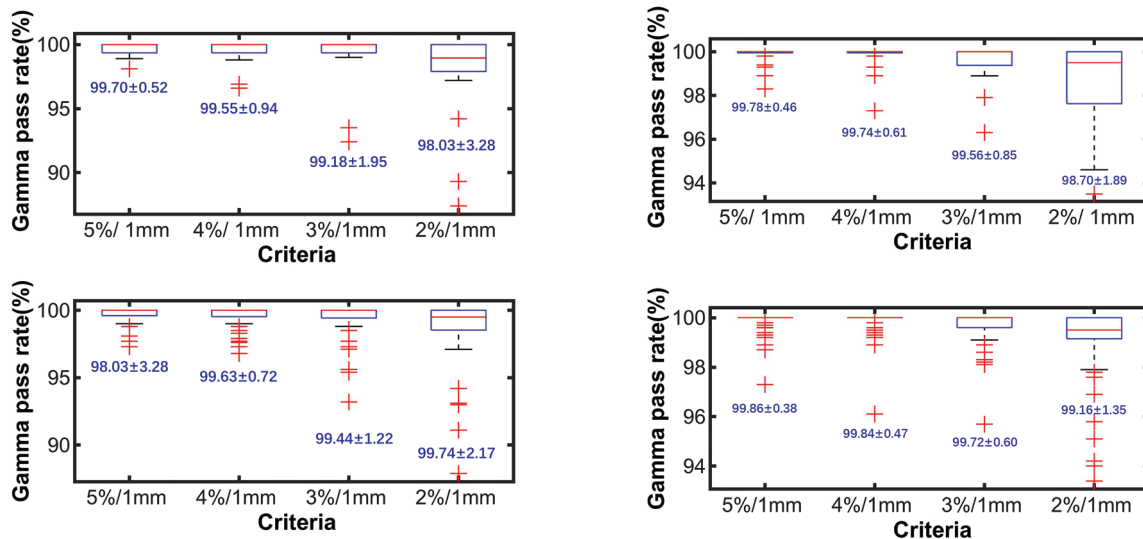 Gamma pass rate(%)
100
95
90
99.70±0.52
99.55±0.94
99.18±1.95
98.03±3.28
5%/ 1mm
4%/ 1mm
3%/1mm
2%/1mm
Criteria
Gamma pass rate(%)
100
98
96
94
99.78±0.46
99.74±0.61
99.56±0.85
98.70±1.89
5%/ 1mm
4%/ 1mm
3%/1mm
2%/1mm
Criteria
Gamma pass rate(%)
100
95
90
98.03±3.28
99.63±0.72
99.44±1.22
99.74±2.17
5%/1mm
4%/1mm
3%/1mm
2%/1mm
Criteria
Gamma pass rate(%)
100
98
96
94
99.86±0.38
99.84±0.47
99.72±0.60
99.16±1.35
5%/1mm
4%/1mm
3%/1mm
2%/1mm
Criteria